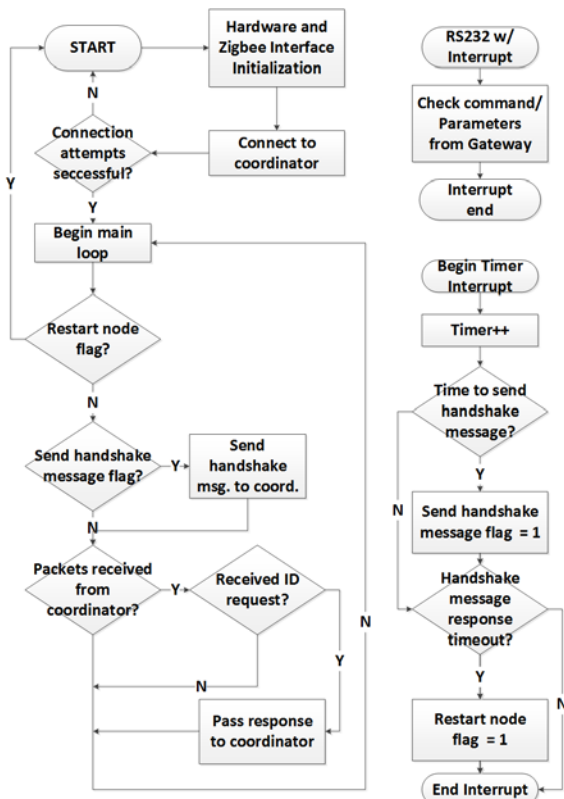 START
Hardware and
Zigbee Interface
Initialization
N
Connection
attempts
seccessful?
Connect to
coordinator
Y
Y
Begin main
loop
Restart node
flag?
N
Send handshake
message flag?
Y
Send
handshake
msg. to coord.
N
Packets received
from
coordinator?
Y
Received ID
request?
N
Y
N
Pass response
to coordinator
RS232 w/
Interrupt
Check command/
Parameters
from Gateway
Interrupt
end
Begin Timer
Interrupt
Timer++
Time to send
handshake
message?
Y
N
Send handshake
message flag = 1
Handshake
message
response
timeout?
Y
N
Restart node
flag = 1
End Interrupt